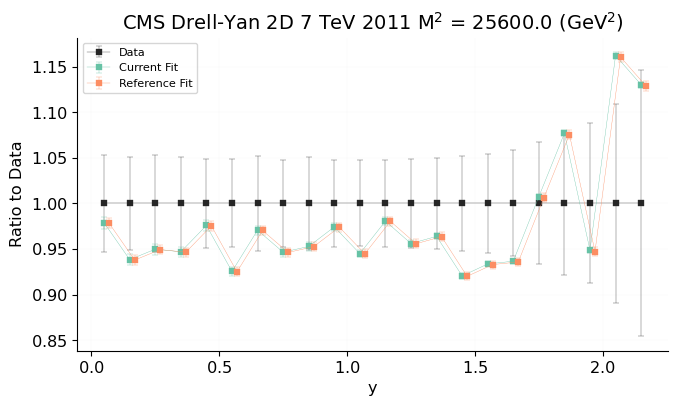 CMS Drell-Yan 2D 7 TeV 2011 M² = 25600.0 (GeV²)
Data
Current Fit
Reference Fit
Ratio to Data
1.15
1.10
1.05
1.00
0.95
0.90
0.85
0.0 0.5 1.0 1.5 2.0
y